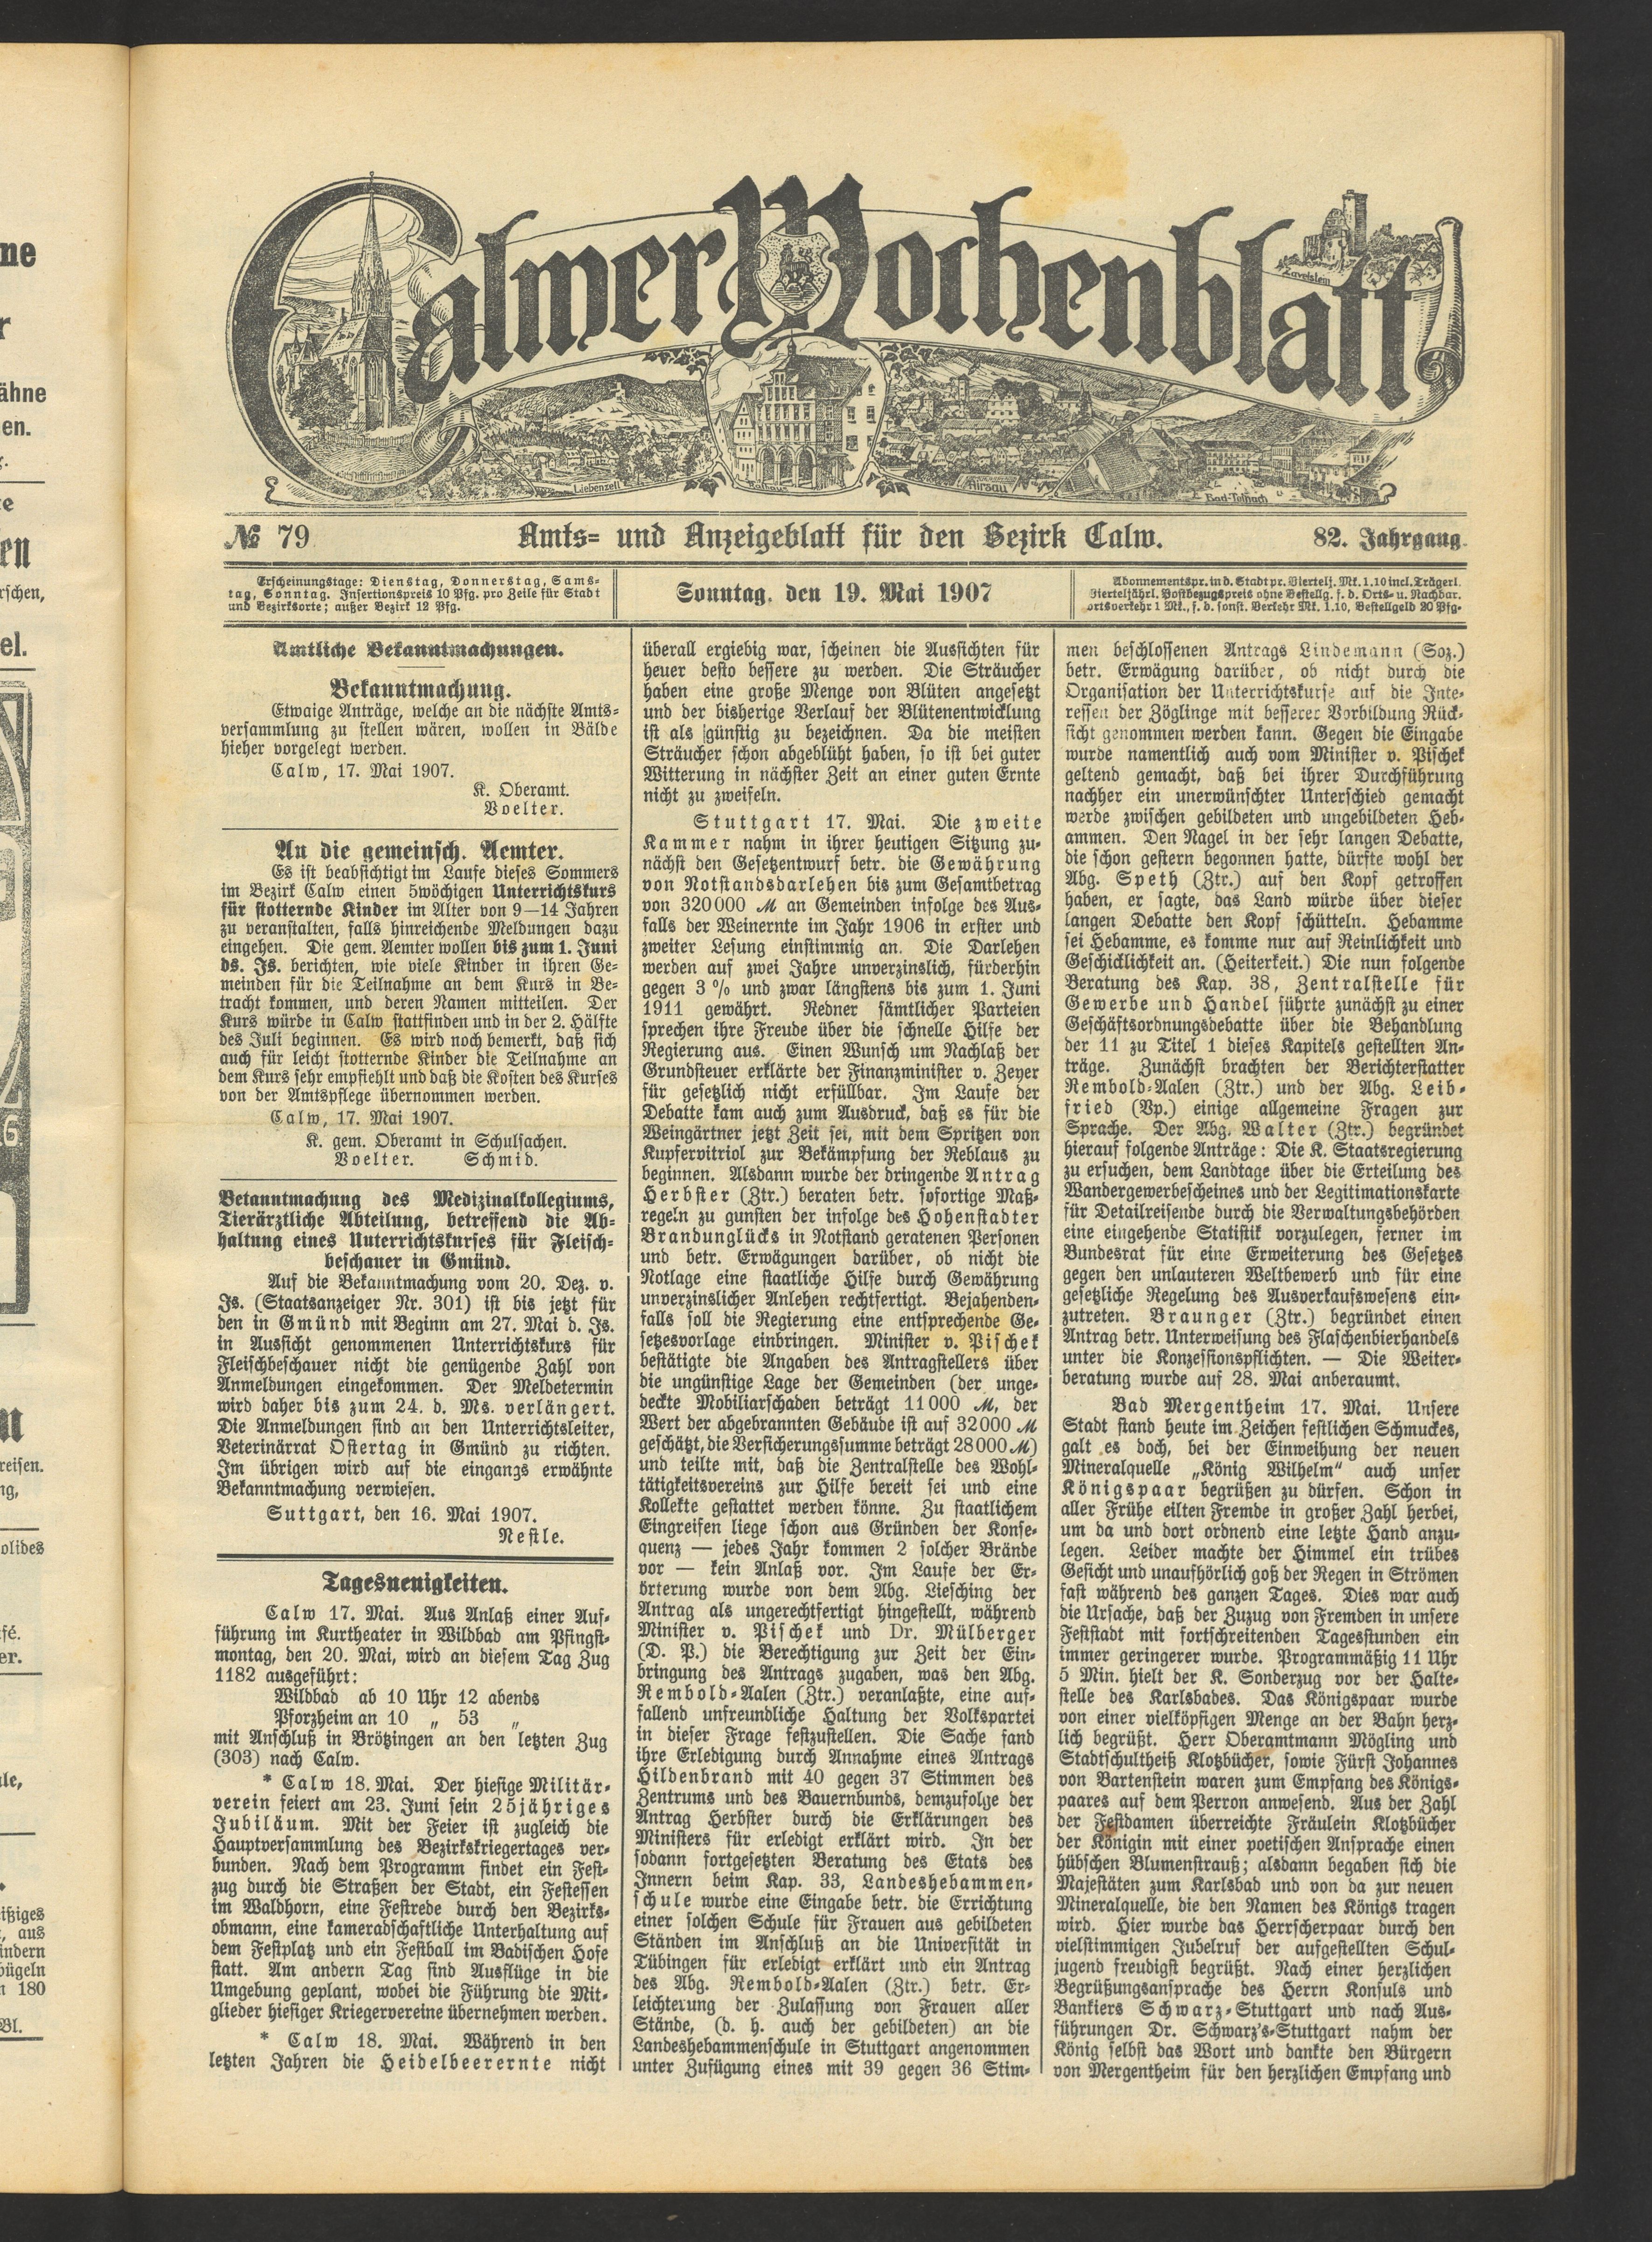 Calwer Wochenblatt
Zavelstein
Liebenzell
Rathaus
Hirsau
Bad-Teinach
№ 79
Amts= und Anzeigeblatt für den Bezirk Calw.
82. Jahrgang.
Erscheinungstage: Dienstag, Donnerstag, Sams=
tag, Sonntag. Insertionspreis 10 Pfg. pro Zeile für Stadt
und Bezirksorte; außer Bezirk 12 Pfg.
Sonntag, den 19. Mai 1907
Abonnementspr. in d. Stadt pr. Viertelj. Mk. 1.10 incl. Trägerl.
Vierteljährl. Postbezugspreis ohne Bestellg. f. d. Orts- u. Nachbar.
ortsverkehr 1 Mk., f. d. sonst. Verkehr Mk. 1.10, Bestellgeld 20 Pfg.
Amtliche Bekanntmachungen.
Bekanntmachung.
Etwaige Anträge, welche an die nächste Amts=
versammlung zu stellen wären, wollen in Bälde
hieher vorgelegt werden.
Calw, 17. Mai 1907.
K. Oberamt.
Voelter.
An die gemeinsch. Aemter.
Es ist beabsichtigt im Laufe dieses Sommers
im Bezirk Calw einen 5wöchigen Unterrichtskurs
für stotternde Kinder im Alter von 9—14 Jahren
zu veranstalten, falls hinreichende Meldungen dazu
eingehen. Die gem. Aemter wollen bis zum 1. Juni
ds. Js. berichten, wie viele Kinder in ihren Ge=
meinden für die Teilnahme an dem Kurs in Be=
tracht kommen, und deren Namen mitteilen. Der
Kurs würde in Calw stattfinden und in der 2. Hälfte
des Juli beginnen. Es wird noch bemerkt, daß sich
auch für leicht stotternde Kinder die Teilnahme an
dem Kurs sehr empfiehlt und daß die Kosten des Kurses
von der Amtspflege übernommen werden.
Calw, 17. Mai 1907.
K. gem. Oberamt in Schulsachen.
Voelter. Schmid.
Betanntmachung des Medizinalkollegiums,
Tierärztliche Abteilung, betreffend die Ab=
haltung eines Unterrichtskurses für Fleisch=
beschauer in Gmünd.
Auf die Bekanntmachung vom 20. Dez. v.
Js. (Staatsanzeiger Nr. 301) ist bis jetzt für
den in Gmünd mit Beginn am 27. Mai d. Js.
in Aussicht genommenen Unterrichtskurs für
Fleischbeschauer nicht die genügende Zahl von
Anmeldungen eingekommen. Der Meldetermin
wird daher bis zum 24. d. Ms. verlängert.
Die Anmeldungen sind an den Unterrichtsleiter,
Veterinärrat Ostertag in Gmünd zu richten.
Im übrigen wird auf die eingangs erwähnte
Bekanntmachung verwiesen.
Suttgart, den 16. Mai 1907.
Nestle.
Tagesneuigkeiten.
Calw 17. Mai. Aus Anlaß einer Auf-
führung im Kurtheater in Wildbad am Pfingst-
montag, den 20. Mai, wird an diesem Tag Zug
1182 ausgeführt:
Wildbad ab 10 Uhr 12 abends
Pforzheim an 10 „ 53 „
mit Anschluß in Brötzingen an den letzten Zug
(303) nach Calw.
* Calw 18. Mai. Der hiesige Militär-
verein feiert am 23. Juni sein 25jähriges
Jubiläum. Mit der Feier ist zugleich die
Hauptversammlung des Bezirkskriegertages ver-
bunden. Nach dem Programm findet ein Fest-
zug durch die Straßen der Stadt, ein Festessen
im Waldhorn, eine Festrede durch den Bezirks-
obmann, eine kameradschaftliche Unterhaltung auf
dem Festplatz und ein Festball im Badischen Hofe
statt. Am andern Tag sind Ausflüge in die
Umgebung geplant, wobei die Führung die Mit-
glieder hiesiger Kriegervereine übernehmen werden.
* Calw 18. Mai. Während in den
letzten Jahren die Heidelbeerernte nicht
überall ergiebig war, scheinen die Aussichten für
heuer desto bessere zu werden. Die Sträucher
haben eine große Menge von Blüten angesetzt
und der bisherige Verlauf der Blütenentwicklung
ist als günstig zu bezeichnen. Da die meisten
Sträucher schon abgeblüht haben, so ist bei guter
Witterung in nächster Zeit an einer guten Ernte
nicht zu zweifeln.
Stuttgart 17. Mai. Die zweite
Kammer nahm in ihrer heutigen Sitzung zu-
nächst den Gesetzentwurf betr. die Gewährung
von Notstandsdarlehen bis zum Gesamtbetrag
von 320000 M an Gemeinden infolge des Aus-
falls der Weinernte im Jahr 1906 in erster und
zweiter Lesung einstimmig an. Die Darlehen
werden auf zwei Jahre unverzinslich, fürderhin
gegen 3 % und zwar längstens bis zum 1. Juni
1911 gewährt. Redner sämtlicher Parteien
sprechen ihre Freude über die schnelle Hilfe der
Regierung aus. Einen Wunsch um Nachlaß der
Grundsteuer erklärte der Finanzminister v. Zeyer
für gesetzlich nicht erfüllbar. Im Laufe der
Debatte kam auch zum Ausdruck, daß es für die
Weingärtner jetzt Zeit sei, mit dem Spritzen von
Kupfervitriol zur Bekämpfung der Reblaus zu
beginnen. Alsdann wurde der dringende Antrag
Herbster (Ztr.) beraten betr. sofortige Maß-
regeln zu gunsten der infolge des Hohenstadter
Brandunglücks in Notstand geratenen Personen
und betr. Erwägungen darüber, ob nicht die
Notlage eine staatliche Hilfe durch Gewährung
unverzinslicher Anlehen rechtfertigt. Bejahenden-
falls soll die Regierung eine entsprechende Ge-
setzesvorlage einbringen. Minister v. Pischek
bestätigte die Angaben des Antragstellers über
die ungünstige Lage der Gemeinden (der unge-
deckte Mobiliarschaden beträgt 11000 M, der
Wert der abgebrannten Gebäude ist auf 32000 M
geschätzt, die Versicherungssumme beträgt 28000 M)
und teilte mit, daß die Zentralstelle des Wohl-
tätigkeitsvereins zur Hilfe bereit sei und eine
Kollekte gestattet werden könne. Zu staatlichem
Eingreifen liege schon aus Gründen der Konse-
quenz — jedes Jahr kommen 2 solcher Brände
vor — kein Anlaß vor. Im Laufe der Er-
örterung wurde von dem Abg. Liesching der
Antrag als ungerechtfertigt hingestellt, während
Minister v. Pischek und Dr. Mülberger
(D. P.) die Berechtigung zur Zeit der Ein-
bringung des Antrags zugaben, was den Abg.
Rembold-Aalen (Ztr.) veranlaßte, eine auf-
fallend unfreundliche Haltung der Volkspartei
in dieser Frage festzustellen. Die Sache fand
ihre Erledigung durch Annahme eines Antrags
Hildenbrand mit 40 gegen 37 Stimmen des
Zentrums und des Bauernbunds, demzufolge der
Antrag Herbster durch die Erklärungen des
Ministers für erledigt erklärt wird. In der
sodann fortgesetzten Beratung des Etats des
Innern beim Kap. 33, Landeshebammen-
schule wurde eine Eingabe betr. die Errichtung
einer solchen Schule für Frauen aus gebildeten
Ständen im Anschluß an die Universität in
Tübingen für erledigt erklärt und ein Antrag
des Abg. Rembold-Aalen (Ztr.) betr. Er-
leichterung der Zulassung von Frauen aller
Stände, (d. h. auch der gebildeten) an die
Landeshebammenschule in Stuttgart angenommen
unter Zufügung eines mit 39 gegen 36 Stim-
men beschlossenen Antrags Lindemann (Soz.)
betr. Erwägung darüber, ob nicht durch die
Organisation der Unterrichtskurse auf die Inte-
ressen der Zöglinge mit besserer Vorbildung Rück-
sicht genommen werden kann. Gegen die Eingabe
wurde namentlich auch vom Minister v. Pischek
geltend gemacht, daß bei ihrer Durchführung
nachher ein unerwünschter Unterschied gemacht
werde zwischen gebildeten und ungebildeten Heb-
ammen. Den Nagel in der sehr langen Debatte,
die schon gestern begonnen hatte, dürfte wohl der
Abg. Speth (Ztr.) auf den Kopf getroffen
haben, er sagte, das Land würde über dieser
langen Debatte den Kopf schütteln. Hebamme
sei Hebamme, es komme nur auf Reinlichkeit und
Geschicklichkeit an. (Heiterkeit.) Die nun folgende
Beratung des Kap. 38, Zentralstelle für
Gewerbe und Handel führte zunächst zu einer
Geschäftsordnungsdebatte über die Behandlung
der 11 zu Titel 1 dieses Kapitels gestellten An-
träge. Zunächst brachten der Berichterstatter
Rembold-Aalen (Ztr.) und der Abg. Leib-
fried (Vp.) einige allgemeine Fragen zur
Sprache. Der Abg. Walter (Ztr.) begründet
hierauf folgende Anträge: Die K. Staatsregierung
zu ersuchen, dem Landtage über die Erteilung des
Wandergewerbescheines und der Legitimationskarte
für Detailreisende durch die Verwaltungsbehörden
eine eingehende Statistik vorzulegen, ferner im
Bundesrat für eine Erweiterung des Gesetzes
gegen den unlauteren Weltbewerb und für eine
gesetzliche Regelung des Ausverkaufswesens ein-
zutreten. Braunger (Ztr.) begründet einen
Antrag betr. Unterweisung des Flaschenbierhandels
unter die Konzessionspflichten. — Die Weiter-
beratung wurde auf 28. Mai anberaumt.
Bad Mergentheim 17. Mai. Unsere
Stadt stand heute im Zeichen festlichen Schmuckes,
galt es doch, bei der Einweihung der neuen
Mineralquelle „König Wilhelm“ auch unser
Königspaar begrüßen zu dürfen. Schon in
aller Frühe eilten Fremde in großer Zahl herbei,
um da und dort ordnend eine letzte Hand anzu-
legen. Leider machte der Himmel ein trübes
Gesicht und unaufhörlich goß der Regen in Strömen
fast während des ganzen Tages. Dies war auch
die Ursache, daß der Zuzug von Fremden in unsere
Feststadt mit fortschreitenden Tagesstunden ein
immer geringerer wurde. Programmäßig 11 Uhr
5 Min. hielt der K. Sonderzug vor der Halte-
stelle des Karlsbades. Das Königspaar wurde
von einer vielköpfigen Menge an der Bahn herz-
lich begrüßt. Herr Oberamtmann Mögling und
Stadtschultheiß Klotzbücher, sowie Fürst Johannes
von Bartenstein waren zum Empfang des Königs-
paares auf dem Perron anwesend. Aus der Zahl
der Festdamen überreichte Fräulein Klotzbücher
der Königin mit einer poetischen Ansprache einen
hübschen Blumenstrauß; alsdann begaben sich die
Majestäten zum Karlsbad und von da zur neuen
Mineralquelle, die den Namen des Königs tragen
wird. Hier wurde das Herrscherpaar durch den
vielstimmigen Jubelruf der aufgestellten Schul-
jugend freudigst begrüßt. Nach einer herzlichen
Begrüßungsansprache des Herrn Konsuls und
Bankiers Schwarz-Stuttgart und nach Aus-
führungen Dr. Schwarz's-Stuttgart nahm der
König selbst das Wort und dankte den Bürgern
von Mergentheim für den herzlichen Empfang und